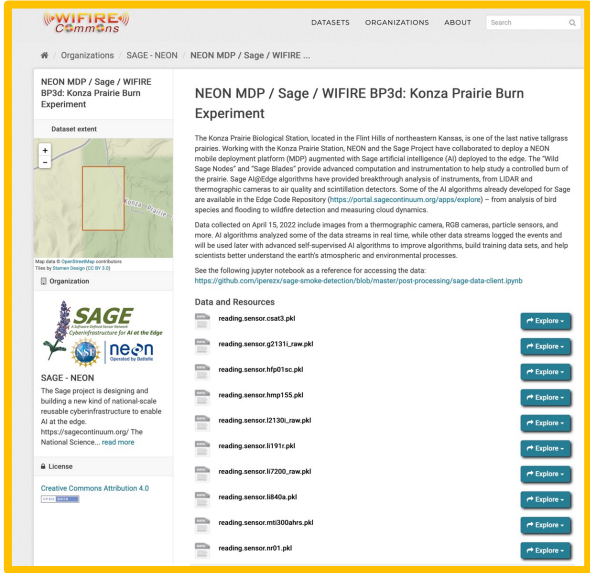 WIFIRE
Commons
DATASETS ORGANIZATIONS ABOUT Search
/ Organizations / SAGE - NEON / NEON MDP / Sage / WIFIRE ...
NEON MDP / Sage / WIFIRE
BP3d: Konza Prairie Burn
Experiment
Dataset extent
+
-
Konza Prairie
Map data © OpenStreetMap contributors
Tiles by Stamen Design (CC BY 3.0)
Organization
SAGE
A Software Defined Sensor Network
Cyberinfrastructure for AI at the Edge
NSF
neon
Operated by Battelle
SAGE - NEON
The Sage project is designing and
building a new kind of national-scale
reusable cyberinfrastructure to enable
AI at the edge.
https://sagecontinuum.org/ The
National Science... read more
License
Creative Commons Attribution 4.0
NEON MDP / Sage / WIFIRE BP3d: Konza Prairie Burn
Experiment
The Konza Prairie Biological Station, located in the Flint Hills of northeastern Kansas, is one of the last native tallgrass
prairies. Working with the Konza Prairie Station, NEON and the Sage Project have collaborated to deploy a NEON
mobile deployment platform (MDP) augmented with Sage artificial intelligence (AI) deployed to the edge. The "Wild
Sage Nodes" and "Sage Blades" provide advanced computation and instrumentation to help study a controlled burn of
the prairie. Sage AI@Edge algorithms have provided breakthrough analysis of instruments, from LIDAR and
thermographic cameras to air quality and scintillation detectors. Some of the AI algorithms already developed for Sage
are available in the Edge Code Repository (https://portal.sagecontinuum.org/apps/explore) – from analysis of bird
species and flooding to wildfire detection and measuring cloud dynamics.
Data collected on April 15, 2022 include images from a thermographic camera, RGB cameras, particle sensors, and
more. AI algorithms analyzed some of the data streams in real time, while other data streams logged the events and
will be used later with advanced self-supervised AI algorithms to improve algorithms, build training data sets, and help
scientists better understand the earth's atmospheric and environmental processes.
See the following jupyter notebook as a reference for accessing the data:
https://github.com/iperezx/sage-smoke-detection/blob/master/post-processing/sage-data-client.ipynb
Data and Resources
reading.sensor.csat3.pkl Explore
reading.sensor.g2131i_raw.pkl Explore
reading.sensor.hfp01sc.pkl Explore
reading.sensor.hmp155.pkl Explore
reading.sensor.l2130i_raw.pkl Explore
reading.sensor.li191r.pkl Explore
reading.sensor.li7200_raw.pkl Explore
reading.sensor.li840a.pkl Explore
reading.sensor.mti300ahrs.pkl Explore
reading.sensor.nr01.pkl Explore